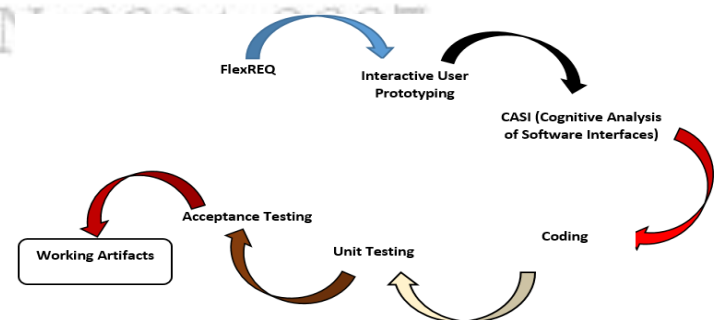 FlexREQ
Interactive User
Prototyping
CASI (Cognitive Analysis
of Software Interfaces)
Coding
Unit Testing
Acceptance Testing
Working Artifacts